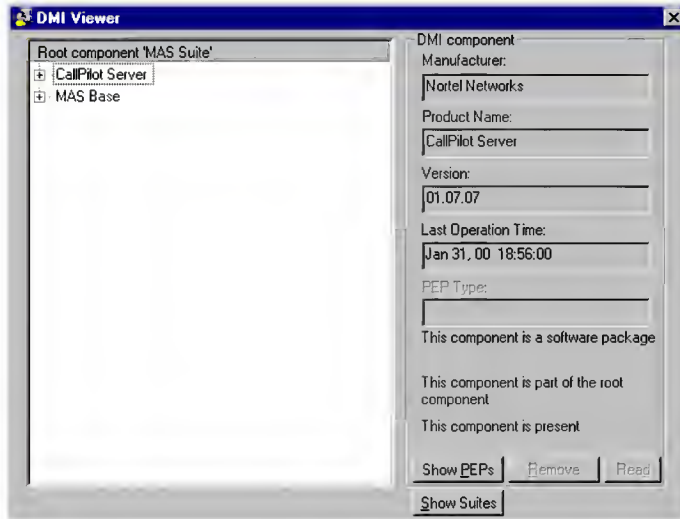 DMI Viewer
Root component 'MAS Suite'
CallPilot Server
MAS Base
DMI component
Manufacturer:
Nortel Networks
Product Name:
CallPilot Server
Version:
01.07.07
Last Operation Time:
Jan 31, 00 18:56:00
PEP Type:
This component is a software package
This component is part of the root
component
This component is present
Show PEPs
Remove
Read
Show Suites